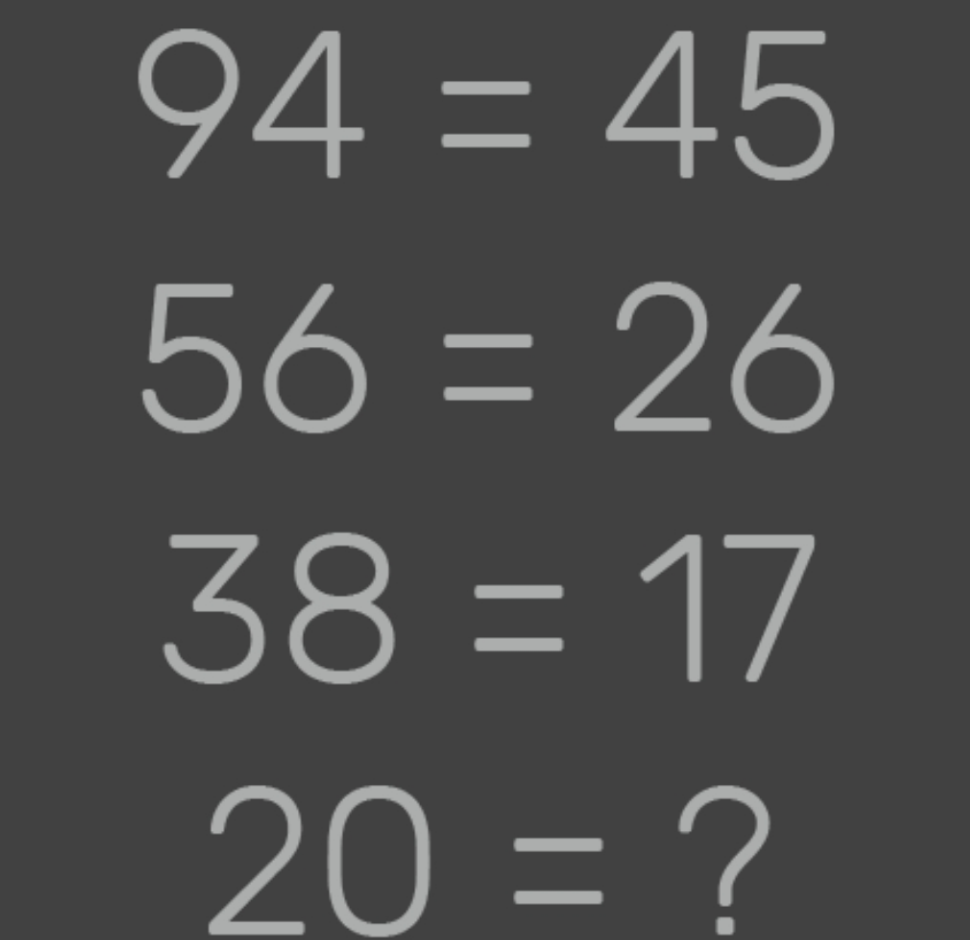 94 = 45
56 = 26
38 = 17
20 = ?